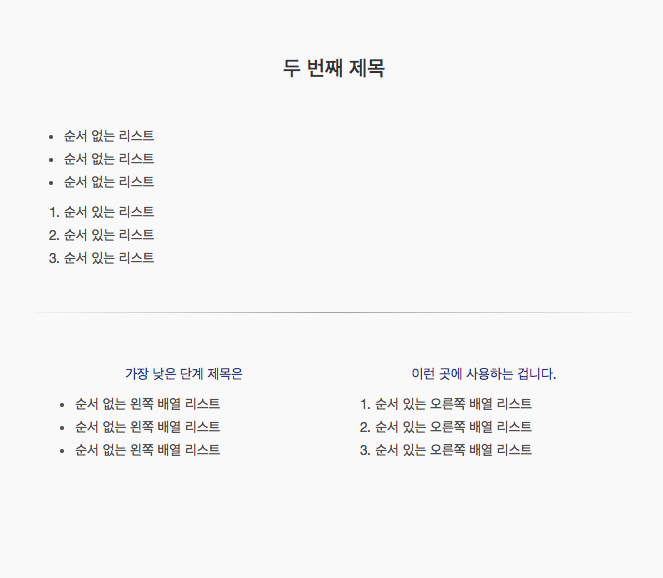 두 번째 제목
• 순서 없는 리스트
• 순서 없는 리스트
• 순서 없는 리스트
1. 순서 있는 리스트
2. 순서 있는 리스트
3. 순서 있는 리스트
가장 낮은 단계 제목은
• 순서 없는 왼쪽 배열 리스트
• 순서 없는 왼쪽 배열 리스트
• 순서 없는 왼쪽 배열 리스트
이런 곳에 사용하는 겁니다.
1. 순서 있는 오른쪽 배열 리스트
2. 순서 있는 오른쪽 배열 리스트
3. 순서 있는 오른쪽 배열 리스트